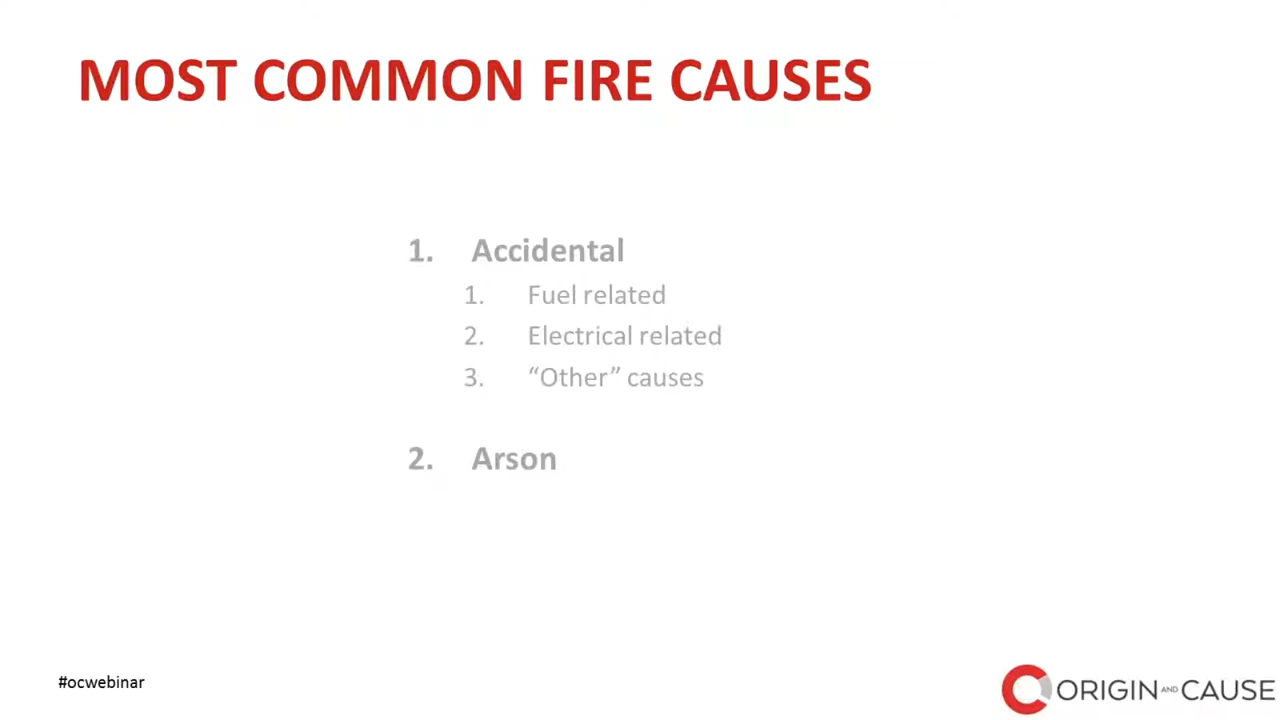 MOST COMMON FIRE CAUSES
1. Accidental
1. Fuel related
2. Electrical related
3. “Other” causes
2. Arson
#ocwebinar
ORIGIN AND CAUSE